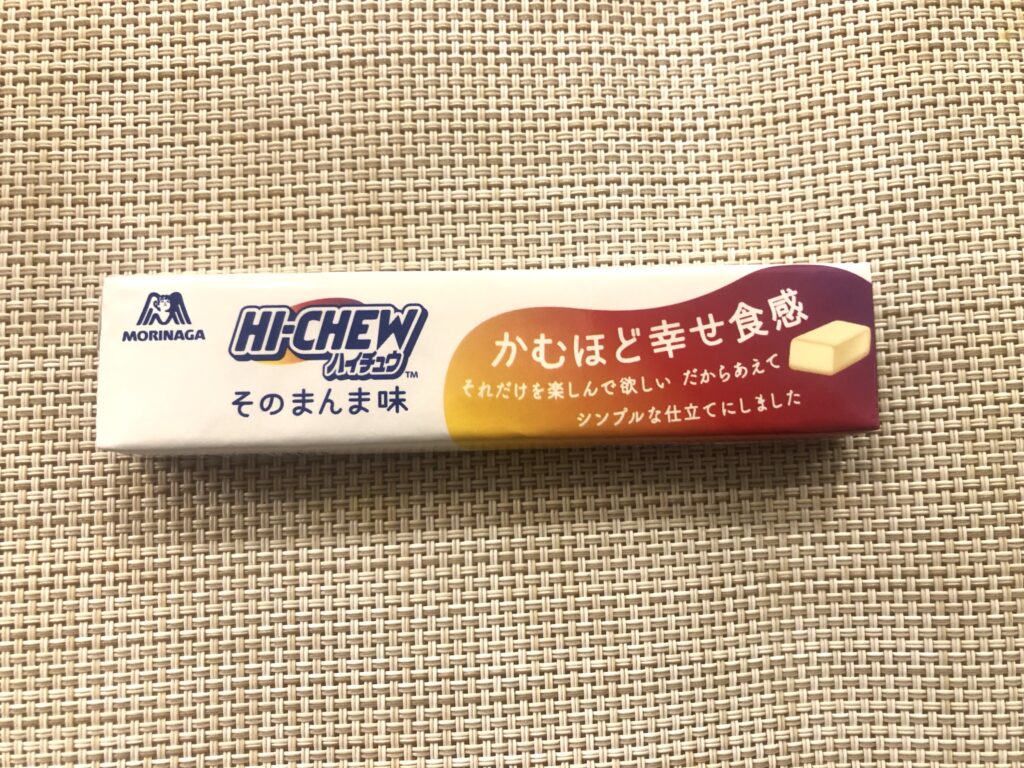 MORINAGA
HI-CHEW
ハイチュウ
TM
そのまんま味
かむほど幸せ食感
それだけを楽しんで欲しい だからあえて
シンプルな仕立てにしました